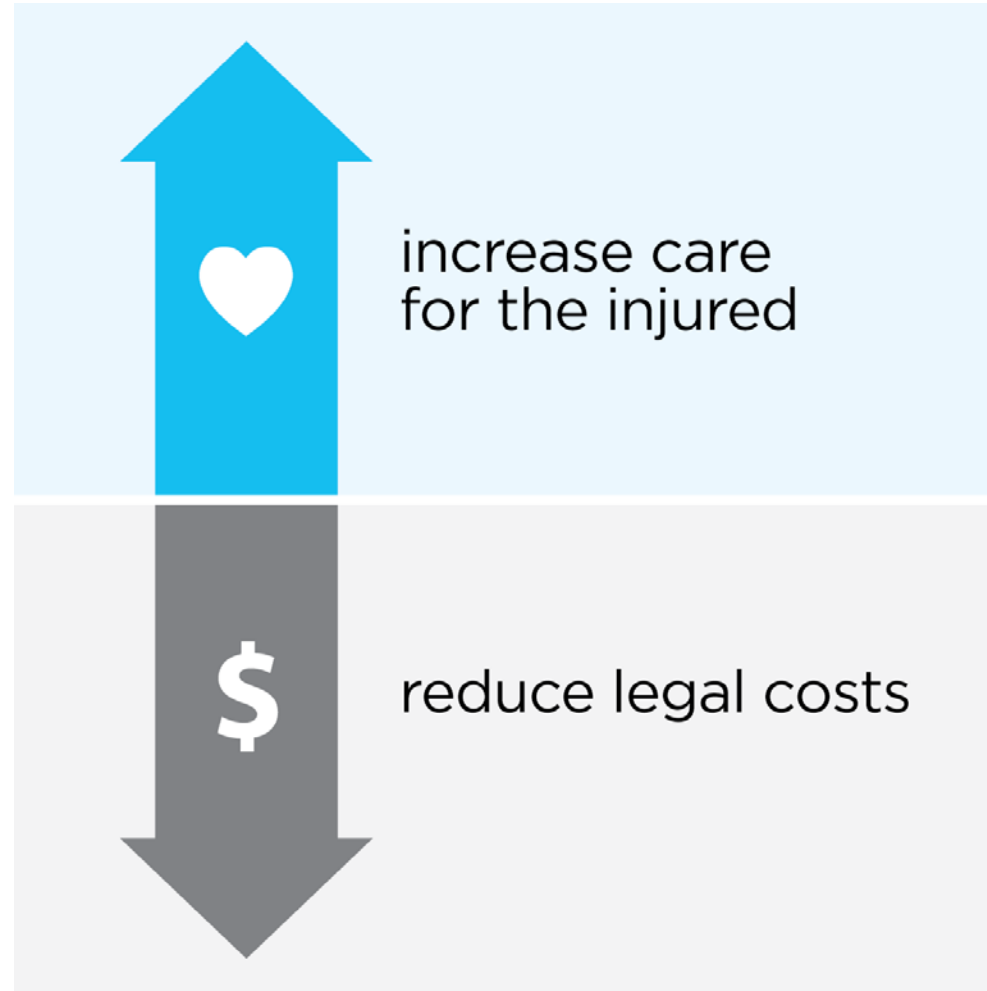 increase care
for the injured
$
reduce legal costs